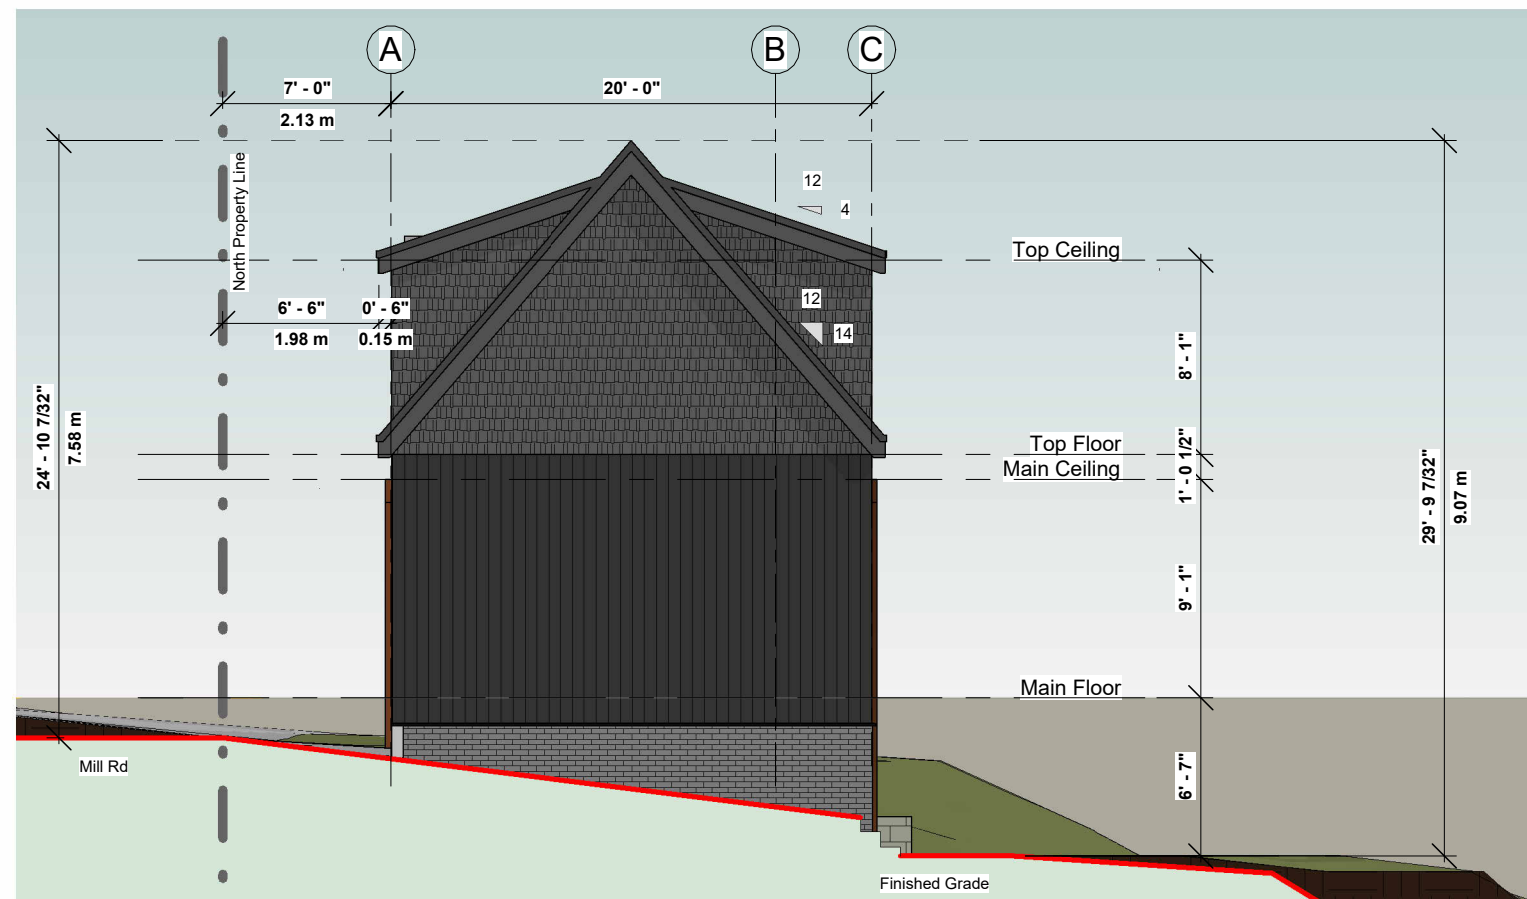 A
B
C
7' - 0"
20' - 0"
2.13 m
North Property Line
12
4
Top Ceiling
6' - 6"
0' - 6"
1.98 m
0.15 m
12
14
8' - 1"
24' - 10 7/32"
7.58 m
Top Floor
Main Ceiling
1' - 0 1/2"
29' - 9 7/32"
9.07 m
9' - 1"
Main Floor
Mill Rd
6' - 7"
Finished Grade